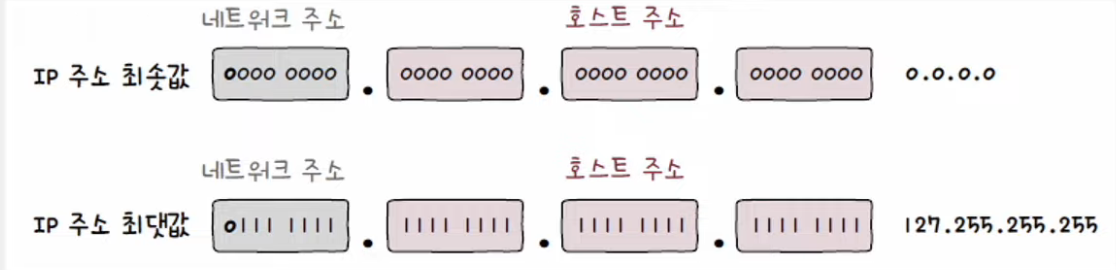 네트워크 주소 호스트 주소
IP 주소 최솟값 0000 0000 . 0000 0000 . 0000 0000 . 0000 0000 0.0.0.0
네트워크 주소 호스트 주소
IP 주소 최댓값 0111 1111 . 1111 1111 . 1111 1111 . 1111 1111 127.255.255.255